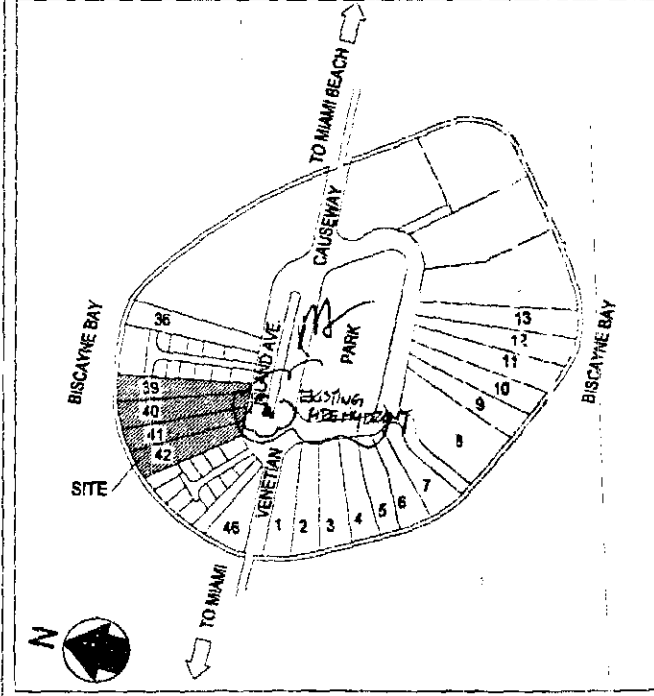 TO MIAMI BEACH
BISCAYNE BAY
CAUSEWAY
36
ISLAND AVE.
PARK
39
40
41
42
EXISTING
FIRE HYDRANT
SITE
VENETIAN
46
1
2
3
4
5
6
7
8
9
10
11
12
13
BISCAYNE BAY
TO MIAMI
N